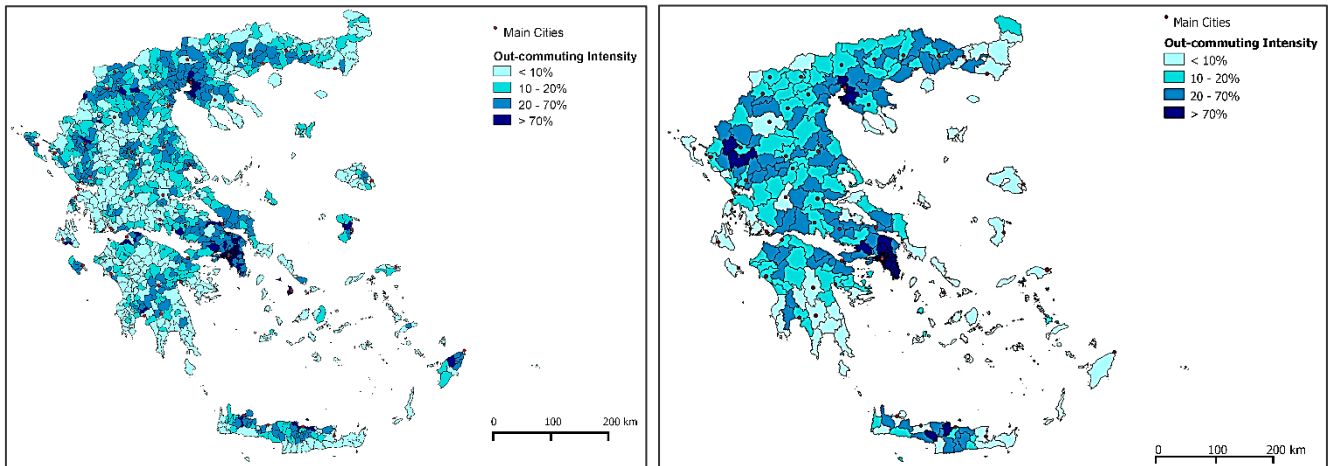 Main Cities
Out-commuting Intensity
< 10%
10 - 20%
20 - 70%
> 70%
0 100 200 km
Main Cities
Out-commuting Intensity
< 10%
10 - 20%
20 - 70%
> 70%
0 100 200 km